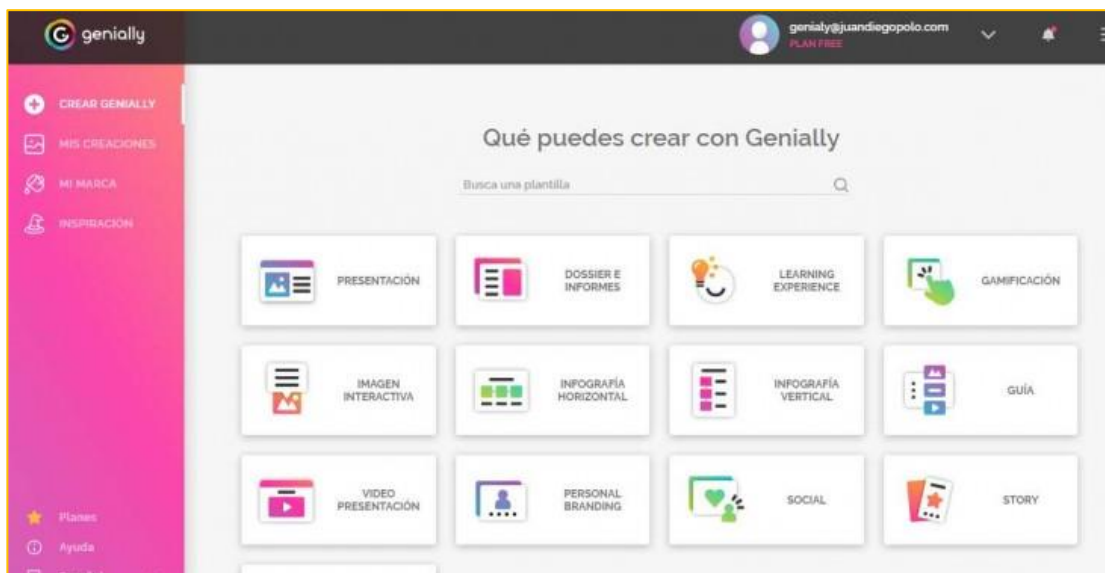 genially
genialy@juandiegopolo.com
PLAN FREE
CREAR GENIALLY
MIS CREACIONES
MI MARCA
INSPIRACIÓN
Planes
Ayuda
Qué puedes crear con Genially
Busca una plantilla
PRESENTACIÓN
DOSSIER E
INFORMES
LEARNING
EXPERIENCE
GAMIFICACIÓN
IMAGEN
INTERACTIVA
INFOGRAFÍA
HORIZONTAL
INFOGRAFÍA
VERTICAL
GUÍA
VIDEO
PRESENTACIÓN
PERSONAL
BRANDING
SOCIAL
STORY